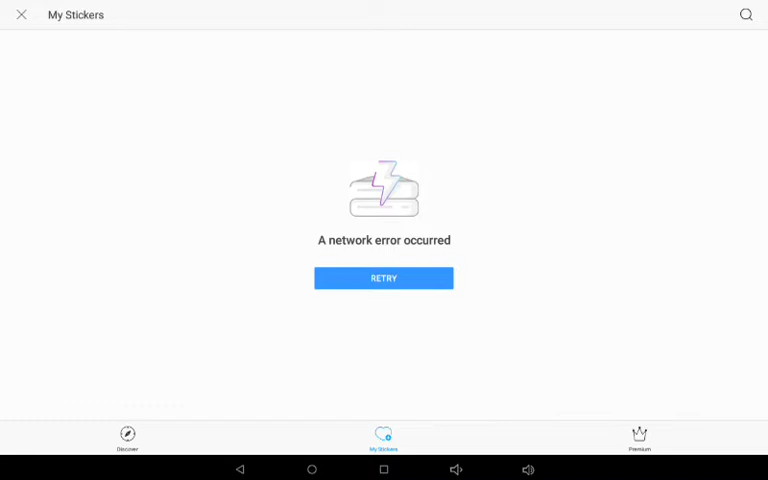 My Stickers
A network error occurred
RETRY
Discover
My Stickers
Premium